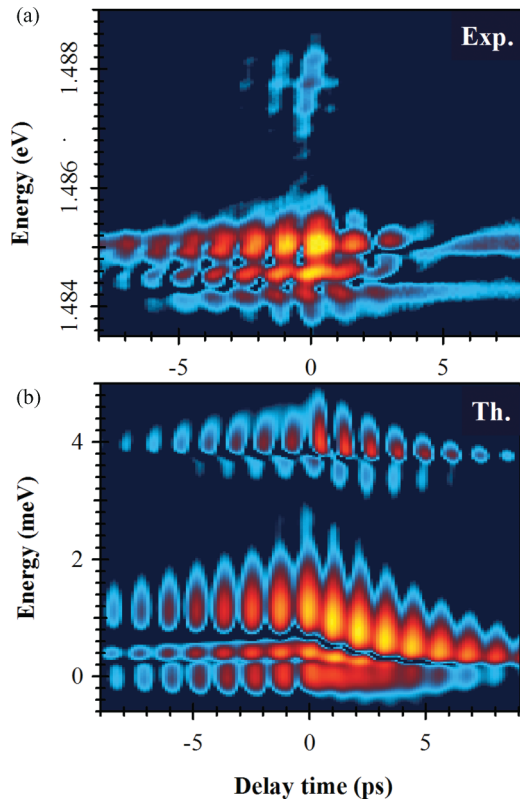 (a)
Exp.
1.488
1.486
1.484
Energy (eV)
-5
0
5
(b)
Th.
4
2
0
Energy (meV)
-5
0
5
Delay time (ps)